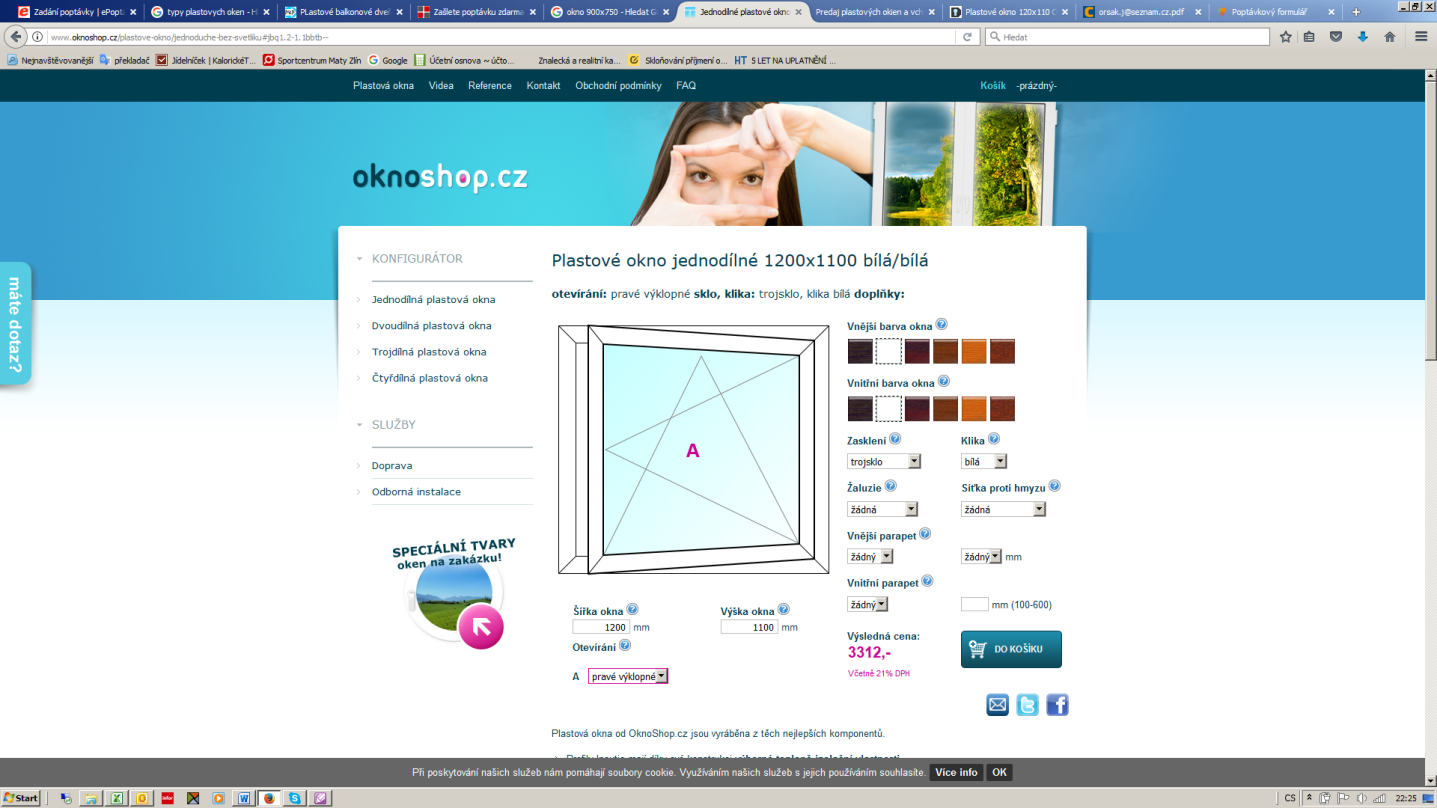 Zadání poptávky | ePopt
typy plastovych oken - H
PLastové balkonové dveř
Zašlete poptávku zdarma
okno 900x750 - Hledat G
Jednodílné plastové okno
Predaj plastových okien a vch
Plastové okno 120x110 C
orsak.j@seznam.cz.pdf
Poptávkový formulář
www.oknoshop.cz/plastove-okno/jednoduche-bez-svetliku#jbq1.2-1.1bbtb--
Hledat
Nejnavštěvovanější překladač Jídelníček | KalorickéT... Sportcentrum Maty Zlín Google Účetní osnova ~ účto... Znalecká a realitní ka... Skloňování příjmení o... HT 5 LET NA UPLATNĚNÍ ...
Plastová okna Videa Reference Kontakt Obchodní podmínky FAQ Košík -prázdný-
oknoshop.cz
máte dotaz?
KONFIGURÁTOR
Jednodílná plastová okna
Dvoudílná plastová okna
Trojdílná plastová okna
Čtyřdílná plastová okna
SLUŽBY
Doprava
Odborná instalace
SPECIÁLNÍ TVARY
oken na zakázku!
Plastové okno jednodílné 1200x1100 bílá/bílá
otevírání: pravé výklopné sklo, klika: trojsklo, klika bílá doplňky:
A
Šířka okna Výška okna
1200 mm 1100 mm
Otevírání
A pravé výklopné
Vnější barva okna
Vnitřní barva okna
Zasklení Klika
trojsklo bílá
Žaluzie Síťka proti hmyzu
žádná žádná
Vnější parapet
žádný žádný mm
Vnitřní parapet
žádný mm (100-600)
Výsledná cena:
3312,-
Včetně 21% DPH
DO KOŠÍKU
Plastová okna od OknoShop.cz jsou vyráběna z těch nejlepších komponentů.
Při poskytování našich služeb nám pomáhají soubory cookie. Využíváním našich služeb s jejich používáním souhlasíte. Více info OK
Start CS 22:25